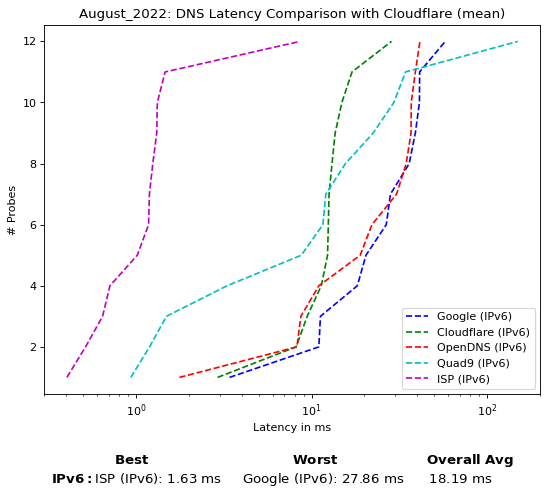 August_2022: DNS Latency Comparison with Cloudflare (mean)
12
10
8
6
4
2
# Probes
Google (IPv6)
Cloudflare (IPv6)
OpenDNS (IPv6)
Quad9 (IPv6)
ISP (IPv6)
10⁰ 10¹ 10²
Latency in ms
Best Worst Overall Avg
IPv6: ISP (IPv6): 1.63 ms Google (IPv6): 27.86 ms 18.19 ms